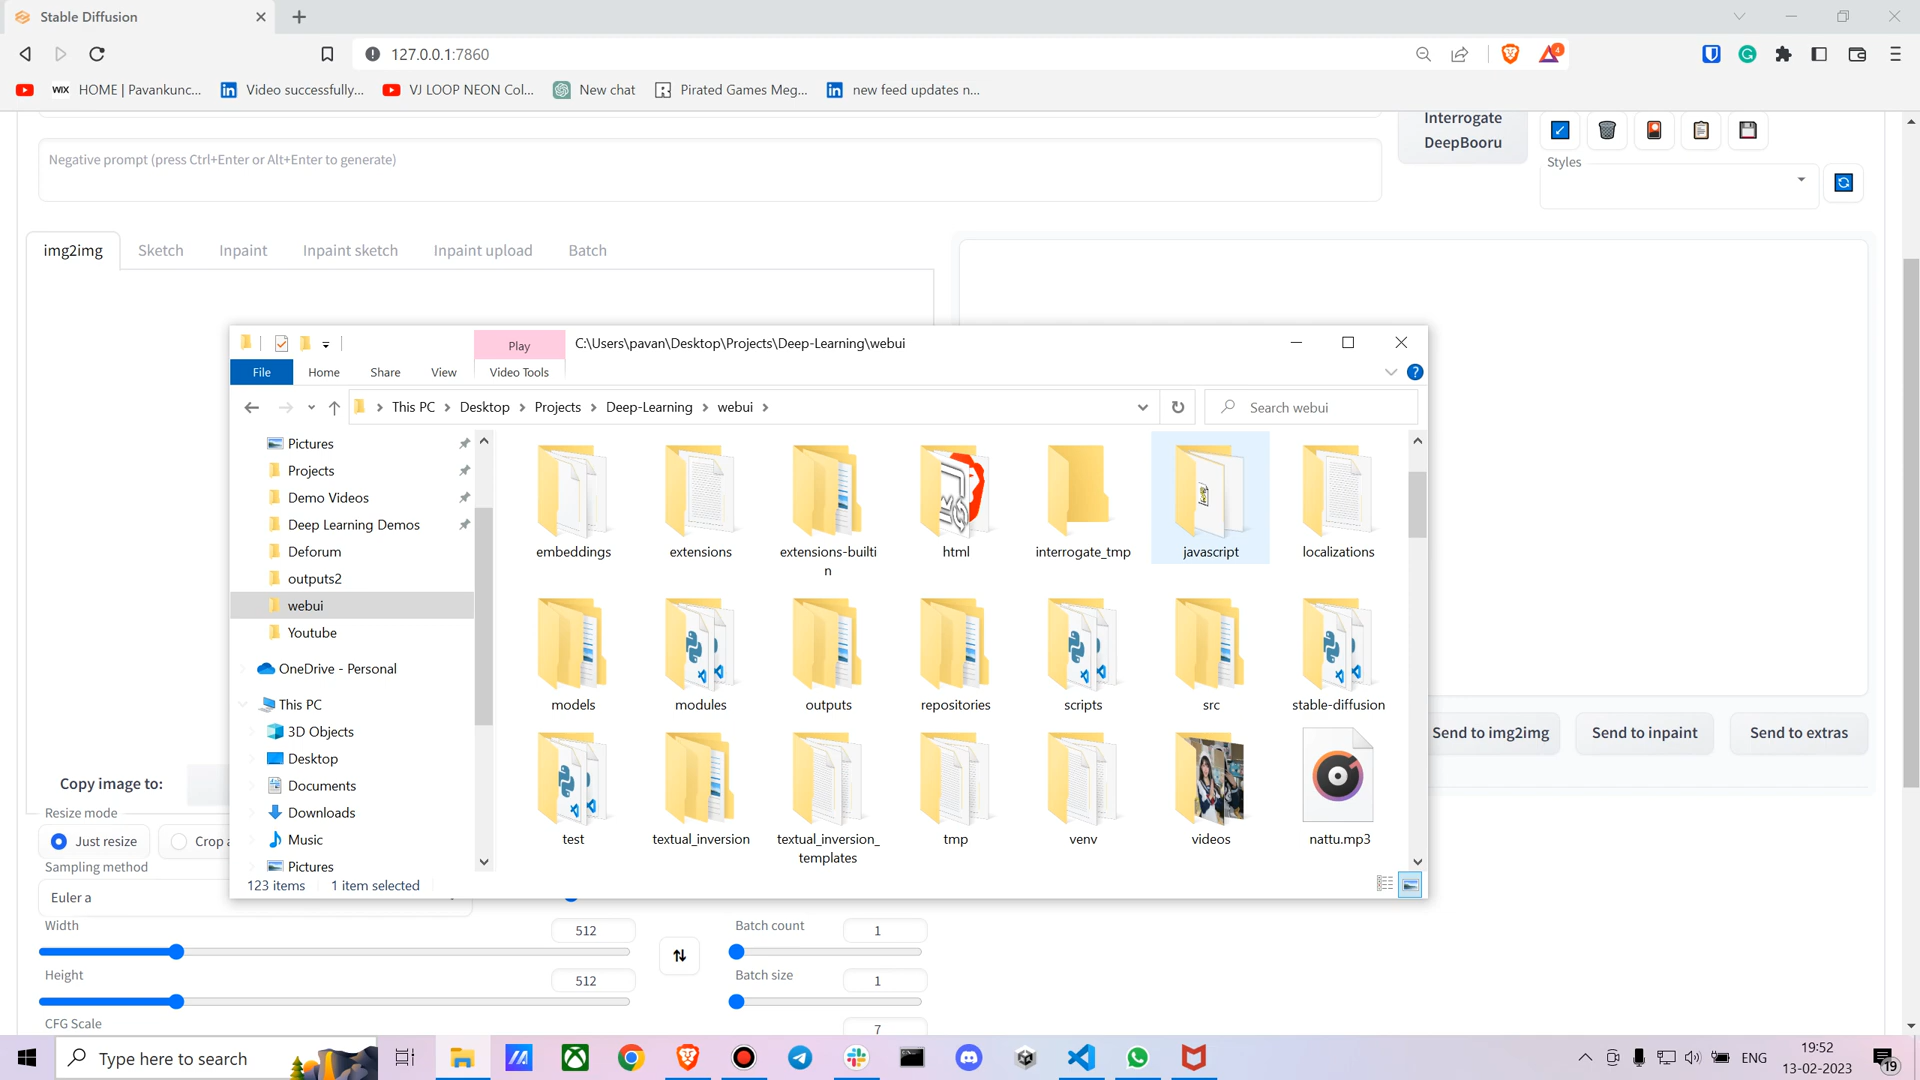 Stable Diffusion
127.0.0.1:7860
4
WIX HOME | Pavankunc...
in Video successfully...
VJ LOOP NEON Col...
New chat
Pirated Games Meg...
in new feed updates n...
Interrogate
DeepBooru
Styles
Negative prompt (press Ctrl+Enter or Alt+Enter to generate)
img2img Sketch Inpaint Inpaint sketch Inpaint upload Batch
Play C:\Users\pavan\Desktop\Projects\Deep-Learning\webui
File Home Share View Video Tools
This PC Desktop Projects Deep-Learning webui
Search webui
Pictures
Projects
Demo Videos
Deep Learning Demos
Deforum
outputs2
webui
Youtube
OneDrive - Personal
This PC
3D Objects
Desktop
Documents
Downloads
Music
Pictures
embeddings extensions extensions-builti
n
html interrogate_tmp javascript localizations
models modules outputs repositories scripts src stable-diffusion
test textual_inversion textual_inversion_
templates
tmp venv videos nattu.mp3
123 items 1 item selected
Send to img2img Send to inpaint Send to extras
Copy image to:
Resize mode
Just resize Crop a
Sampling method
Euler a
Width 512
Batch count 1
Height 512
Batch size 1
CFG Scale 7
Type here to search
ENG
19:52
13-02-2023
19